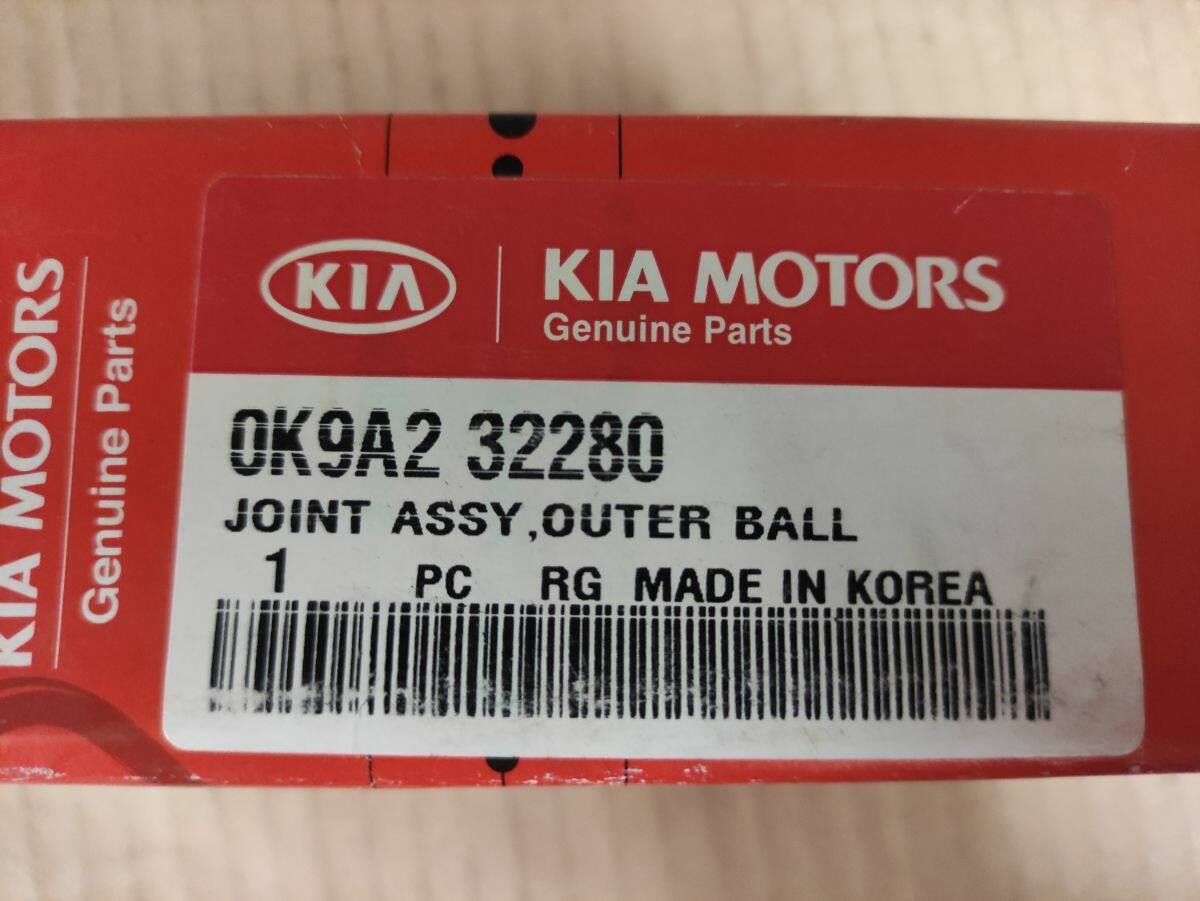 KIA MOTORS
Genuine Parts
KIA
KIA MOTORS
Genuine Parts
0K9A2 32280
JOINT ASSY,OUTER BALL
1 PC RG MADE IN KOREA